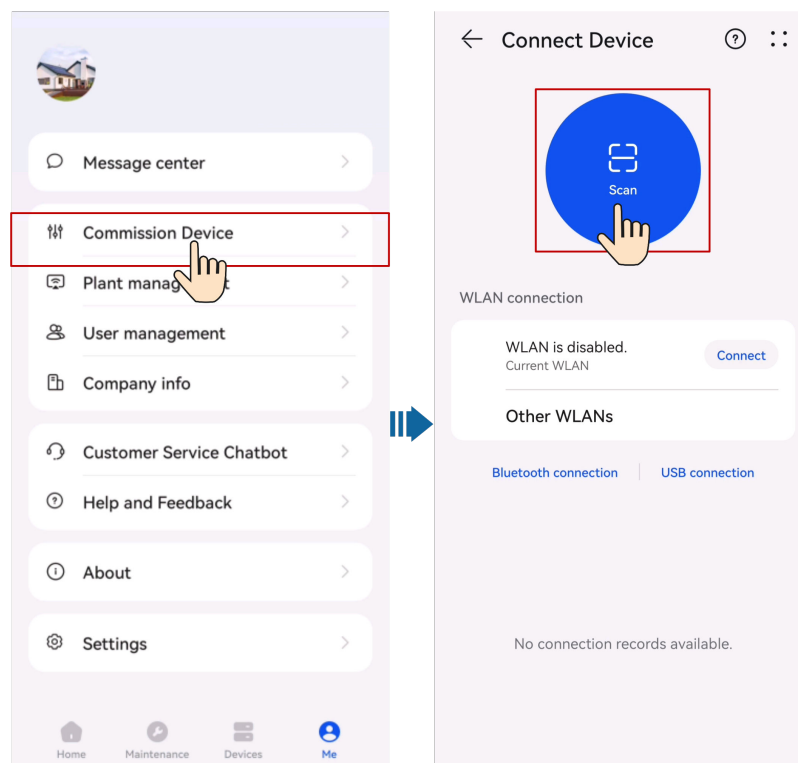 Message center
Commission Device
Plant manag t
User management
Company info
Customer Service Chatbot
Help and Feedback
About
Settings
Home
Maintenance
Devices
Me
Connect Device
Scan
WLAN connection
WLAN is disabled.
Current WLAN
Connect
Other WLANs
Bluetooth connection
USB connection
No connection records available.